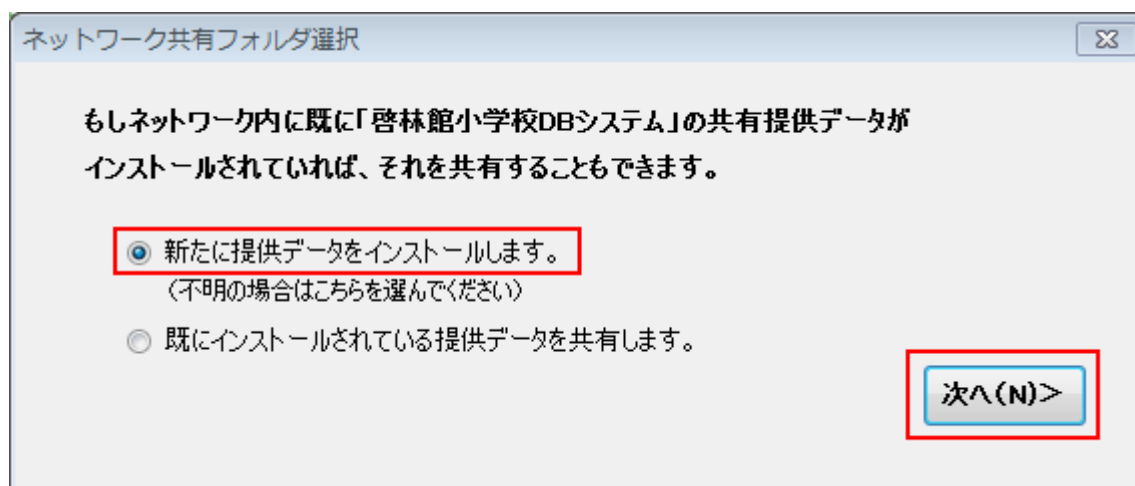 ネットワーク共有フォルダ選択
もしネットワーク内に既に「啓林館小学校DBシステム」の共有提供データが
インストールされていれば、それを共有することもできます。
新たに提供データをインストールします。
（不明の場合はこちらを選んでください）
既にインストールされている提供データを共有します。
次へ(N)＞